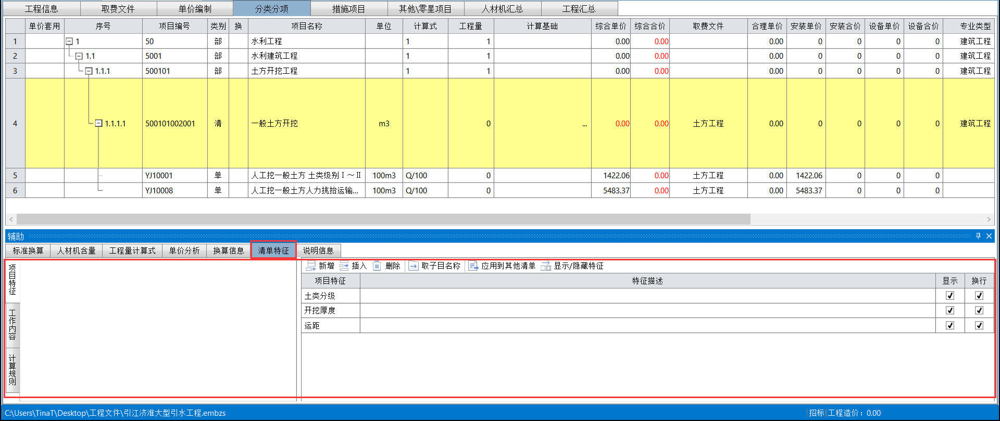 工程信息 取费文件 单价编制 分类分项 措施项目 其他\零星项目 人材机汇总 工程汇总
单价套用 序号 项目编号 类别 换 项目名称 单位 计算式 工程量 计算基础 综合单价 综合合价 取费文件 合理单价 安装单价 安装合价 设备单价 设备合价 专业类型
1 1 50 部 水利工程 1 1 0.00 0.00 0.00 0 0 0 0 建筑工程
2 1.1 5001 部 水利建筑工程 1 1 0.00 0.00 0.00 0 0 0 0 建筑工程
3 1.1.1 500101 部 土方开挖工程 1 1 0.00 0.00 0.00 0 0 0 0 建筑工程
4 1.1.1.1 500101002001 清 一般土方开挖 m3 0 ... 0.00 0.00 土方工程 0.00 0 0 0 0 建筑工程
5 YJ10001 单 人工挖一般土方 土类级别Ⅰ～Ⅱ 100m3 Q/100 0 1422.06 0.00 土方工程 0.00 1422.06 0 0 0
6 YJ10008 单 人工挖一般土方人力挑抬运输... 100m3 Q/100 0 5483.37 0.00 土方工程 0.00 5483.37 0 0 0
辅助
标准换算 人材机含量 工程量计算式 单价分析 换算信息 清单特征 说明信息
项目特征
工作内容
计算规则
新增 插入 删除 取子目名称 应用到其他清单 显示/隐藏特征
项目特征 特征描述 显示 换行
土类分级
开挖厚度
运距
C:\Users\TinaT\Desktop\工程文件\引江济淮大型引水工程.embzs 招标 工程造价：0.00